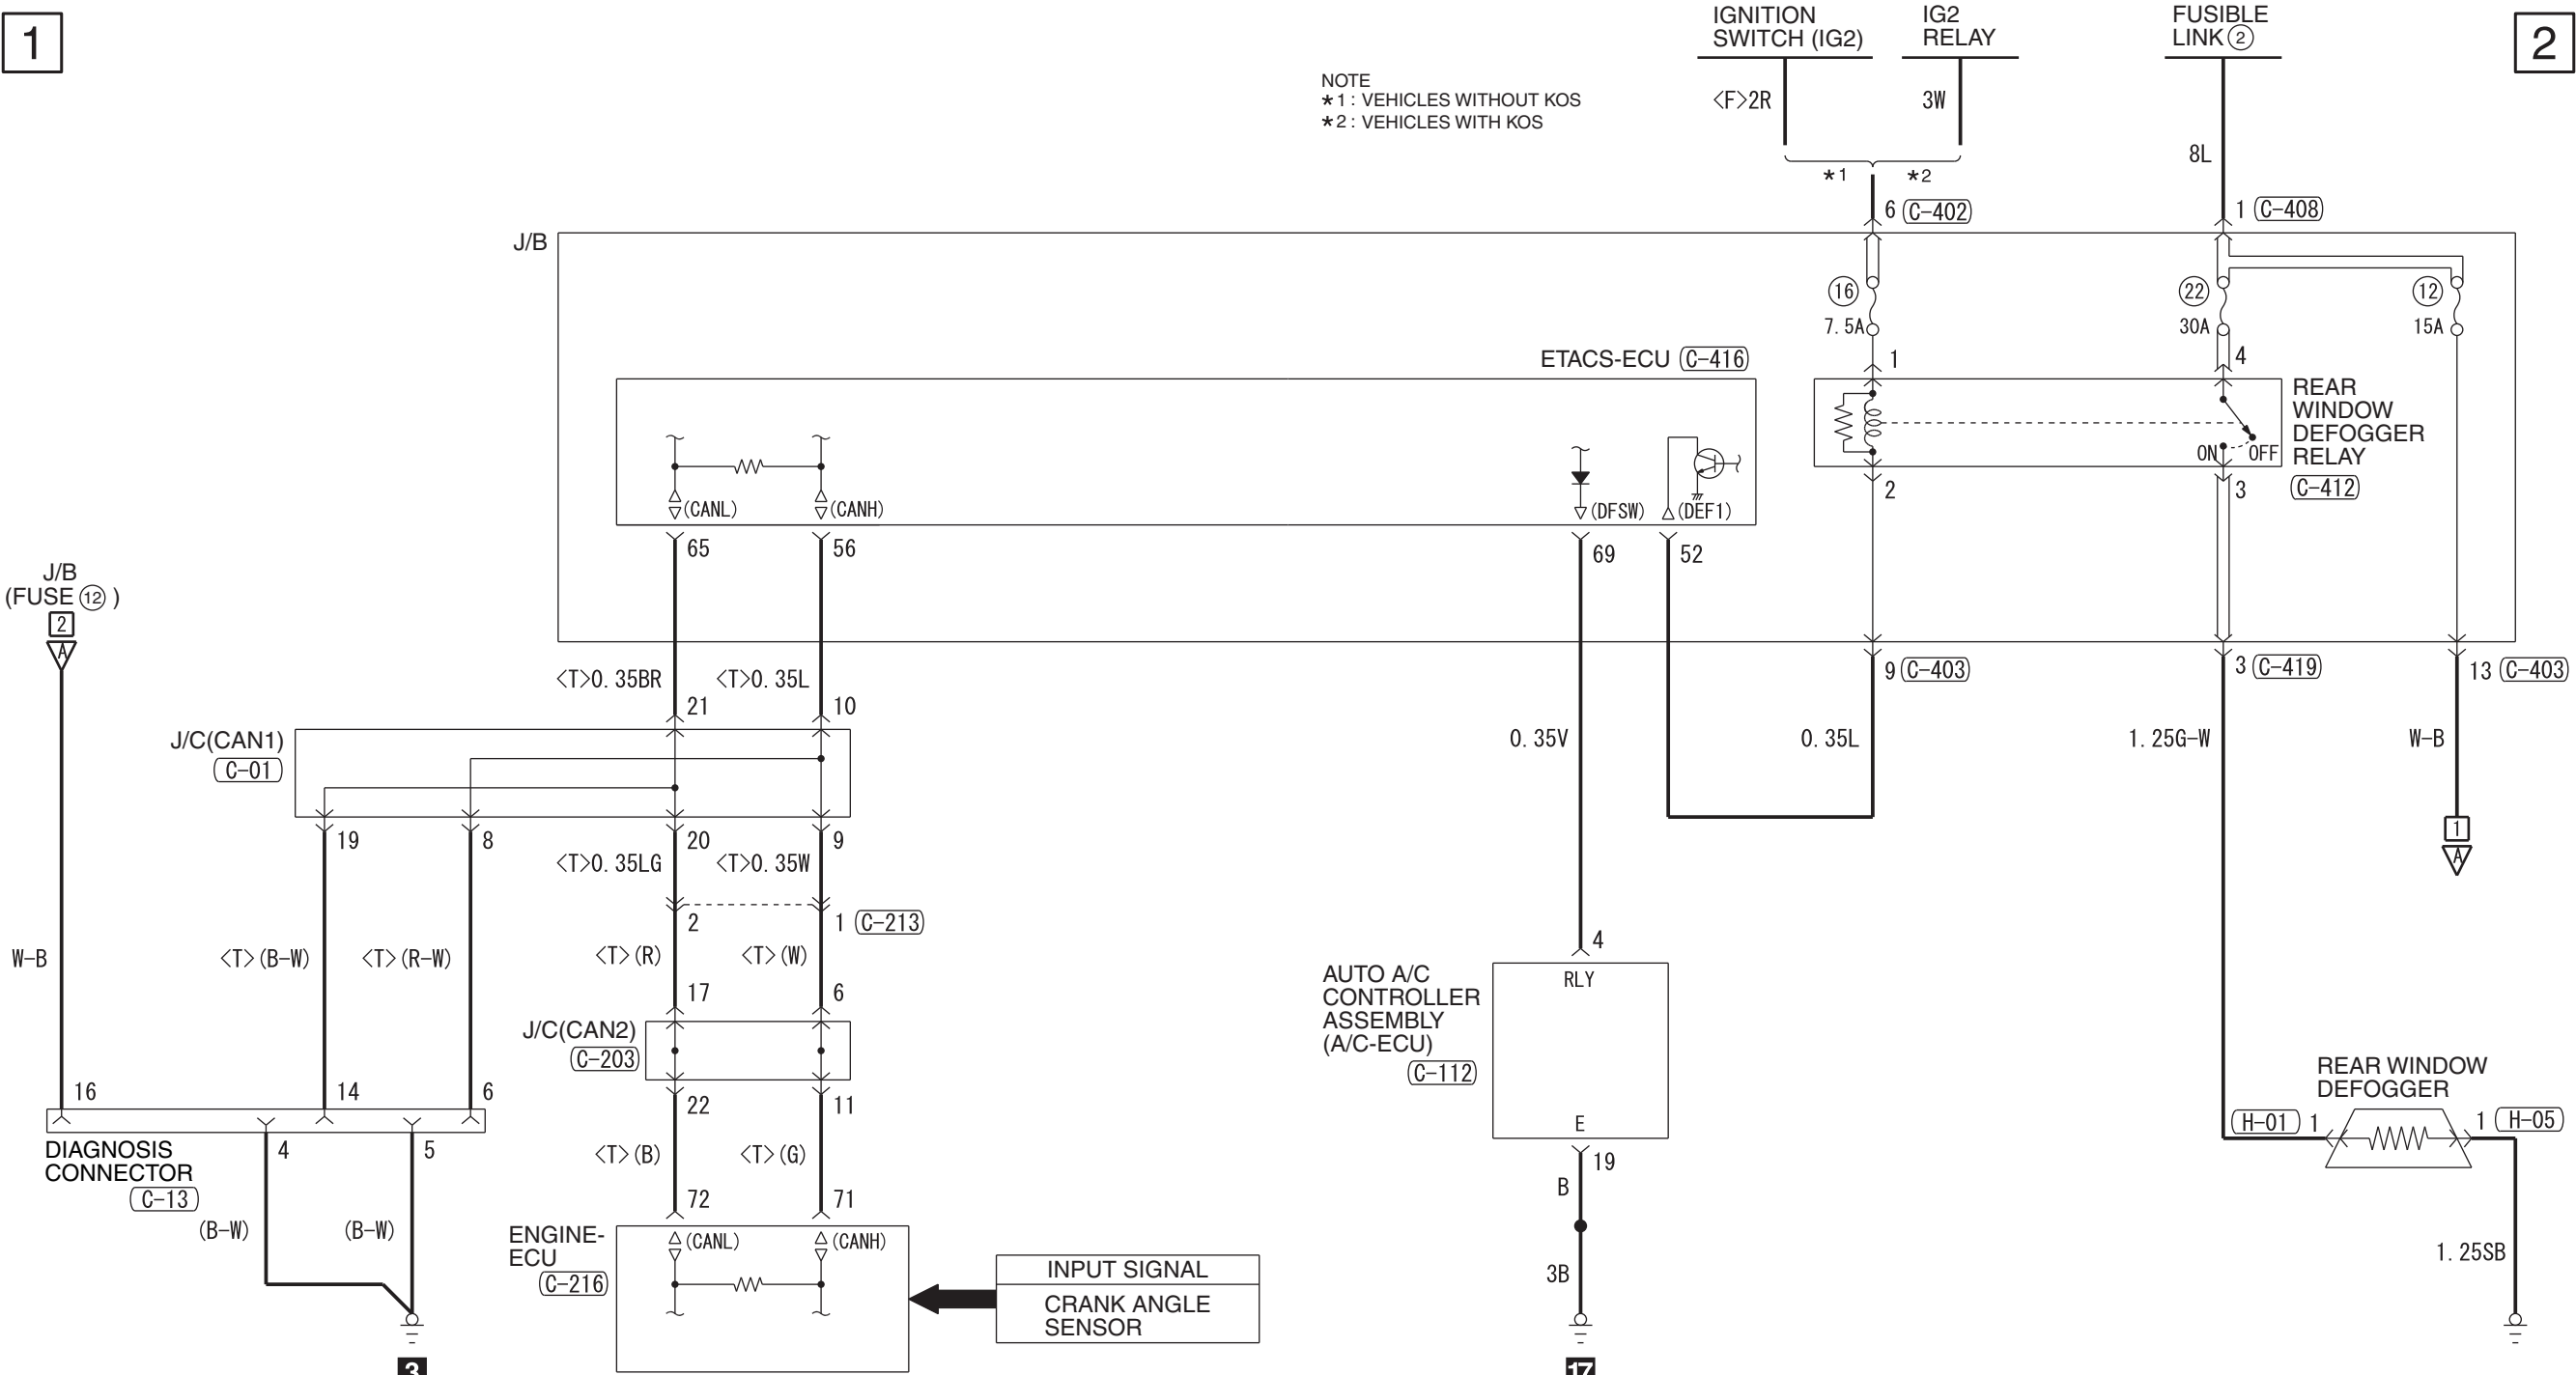 1
2
IGNITION
SWITCH (IG2)
IG2
RELAY
FUSIBLE
LINK 2
NOTE
*1 : VEHICLES WITHOUT KOS
*2 : VEHICLES WITH KOS
<F>2R
3W
8L
*1
*2
6 C-402
1 C-408
J/B
16
7.5A
22
30A
12
15A
ETACS-ECU C-416
1
4
REAR
WINDOW
DEFOGGER
RELAY
C-412
ON
OFF
(CANL)
(CANH)
(DFSW)
(DEF1)
2
3
65
56
69
52
J/B
(FUSE 12 )
2
A
<T>0.35BR
<T>0.35L
9 C-403
3 C-419
13 C-403
21
10
J/C(CAN1)
C-01
0.35V
0.35L
1.25G-W
W-B
19
8
20
9
1
A
<T>0.35LG
<T>0.35W
2
1 C-213
W-B
<T>(B-W)
<T>(R-W)
<T>(R)
<T>(W)
4
17
6
AUTO A/C
CONTROLLER
ASSEMBLY
(A/C-ECU)
C-112
RLY
E
J/C(CAN2)
C-203
16
14
6
22
11
REAR WINDOW
DEFOGGER
H-01 1
1 H-05
DIAGNOSIS
CONNECTOR
C-13
4
5
<T>(B)
<T>(G)
19
B
72
71
(B-W)
(B-W)
ENGINE-
ECU
C-216
(CANL)
(CANH)
INPUT SIGNAL
CRANK ANGLE
SENSOR
3B
1.25SB
3
17